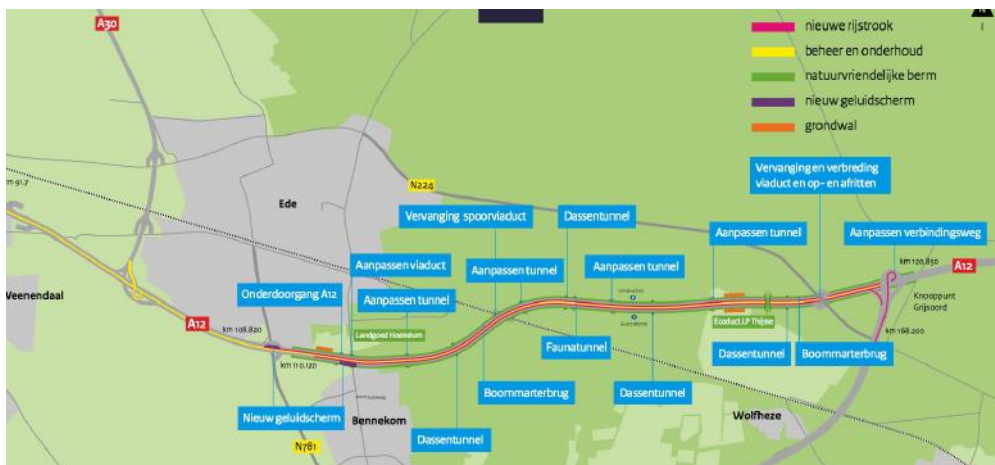 A30
nieuwe rijstrook
beheer en onderhoud
natuurvriendelijke berm
nieuw geluidscherm
grondwal
Vervanging en verbreding
viaduct en op- en afritten
N224
Ede
Vervanging spoorviaduct
Dassentunnel
Aanpassen tunnel
Aanpassen verbindingsweg
km 120,850
A12
Aanpassen viaduct
Aanpassen tunnel
Aanpassen tunnel
Onderdoorgang A12
Aanpassen tunnel
Veenendaal
Knooppunt
Grijsoord
A12
km 108.820
Landgoed Hoekelum
Ecoduct J.P Thijsse
km 168.200
km 110,120
Faunatunnel
Dassentunnel
Boommarterbrug
Boommarterbrug
Dassentunnel
Nieuw geluidscherm
Bennekom
Dassentunnel
Wolfheze
N781